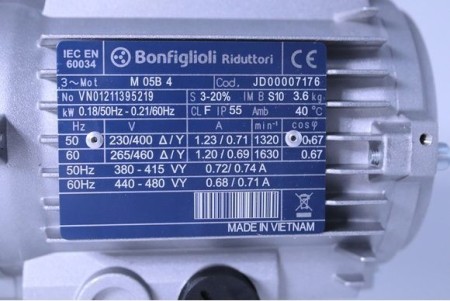 IEC EN
60034
Bonfiglioli Riduttori CE
3~Mot M 05B 4 Cod. JD00007176
No VN01211395219 S 3-20% IM B S10 3.6 kg
kW 0.18/50Hz - 0.21/60Hz CL F IP 55 Amb 40 °C
Hz V A min⁻¹ cosφ
50 230/400 Δ/Y 1.23 / 0.71 1320 0.67
60 265/460 Δ/Y 1.20 / 0.69 1630 0.67
50Hz 380 - 415 VY 0.72/ 0.74 A
60Hz 440 - 480 VY 0.68 / 0.71 A
MADE IN VIETNAM